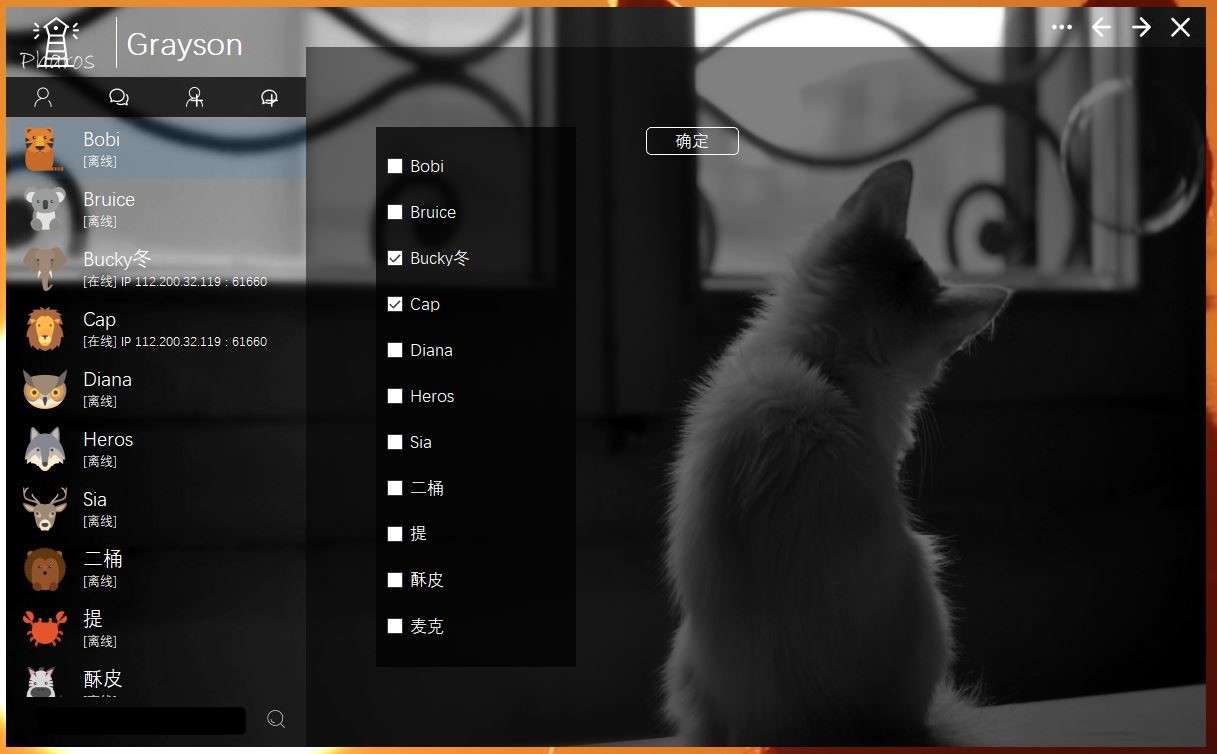 Pharos
Grayson
Bobi
[离线]
Bruice
[离线]
Bucky冬
[在线] IP 112.200.32.119 : 61660
Cap
[在线] IP 112.200.32.119 : 61660
Diana
[离线]
Heros
[离线]
Sia
[离线]
二桶
[离线]
提
[离线]
酥皮
Bobi
Bruice
Bucky冬
Cap
Diana
Heros
Sia
二桶
提
酥皮
麦克
确定